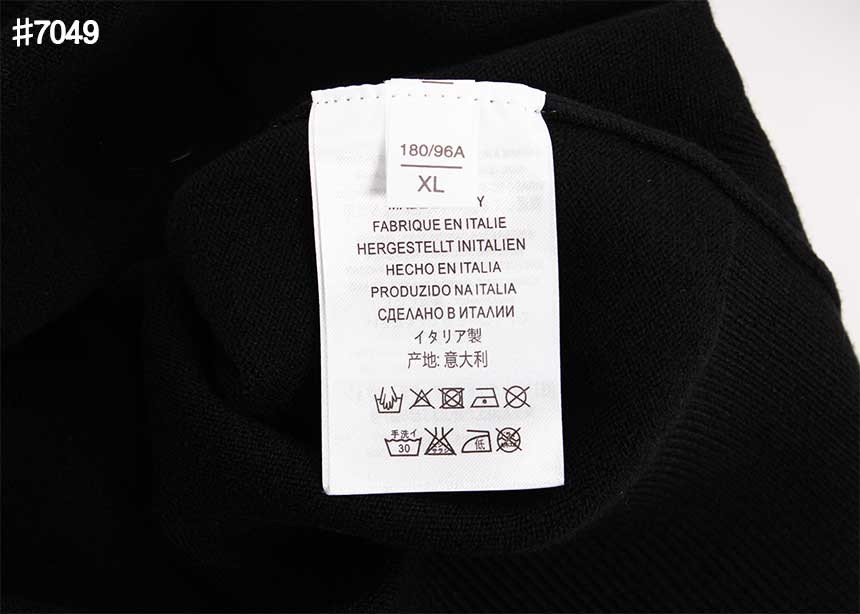 #7049
180/96A
XL
FABRIQUE EN ITALIE
HERGESTELLT INITALIEN
HECHO EN ITALIA
PRODUZIDO NA ITALIA
СДЕЛАНО В ИТАЛИИ
イタリア製
产地: 意大利
手洗イ
30
低